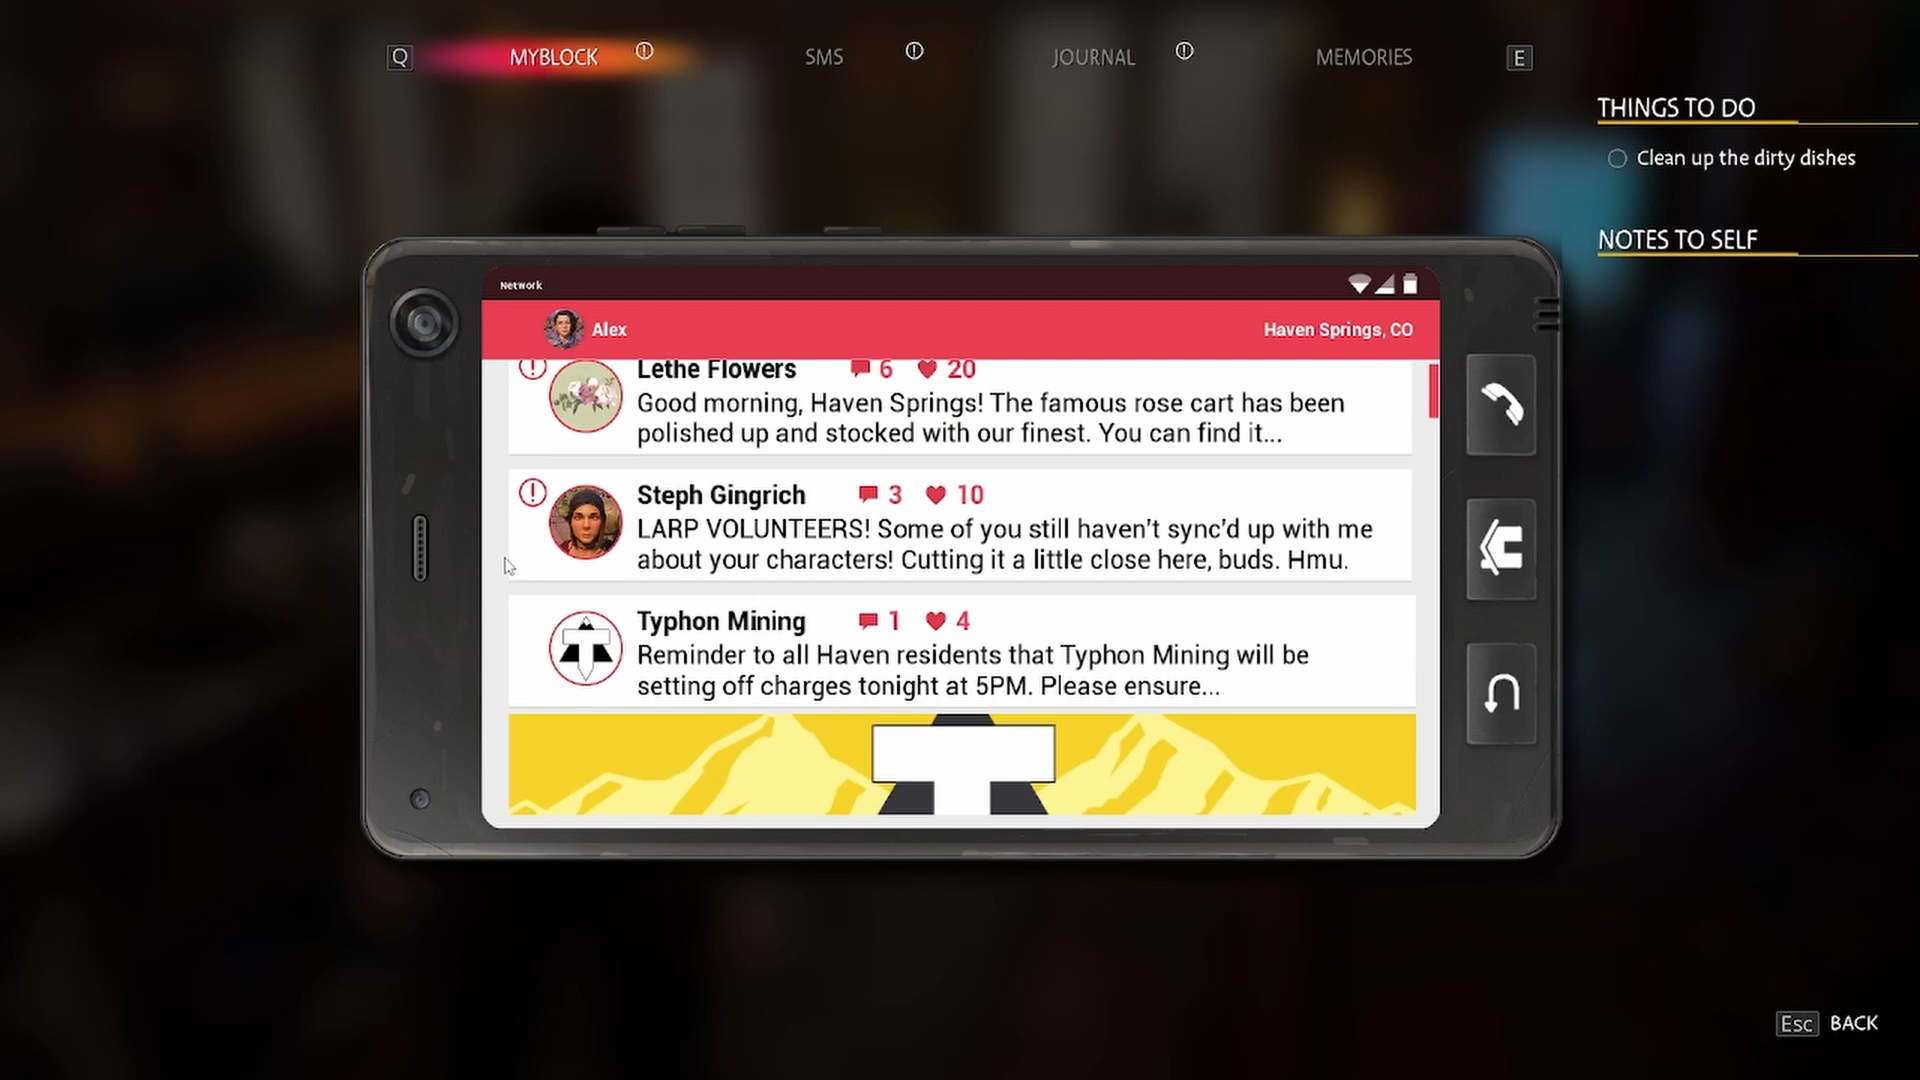 Q MYBLOCK SMS JOURNAL MEMORIES E
THINGS TO DO
Clean up the dirty dishes
NOTES TO SELF
Network
Alex Haven Springs, CO
Lethe Flowers 6 20
Good morning, Haven Springs! The famous rose cart has been
polished up and stocked with our finest. You can find it...
Steph Gingrich 3 10
LARP VOLUNTEERS! Some of you still haven't sync'd up with me
about your characters! Cutting it a little close here, buds. Hmu.
Typhon Mining 1 4
Reminder to all Haven residents that Typhon Mining will be
setting off charges tonight at 5PM. Please ensure...
Esc BACK